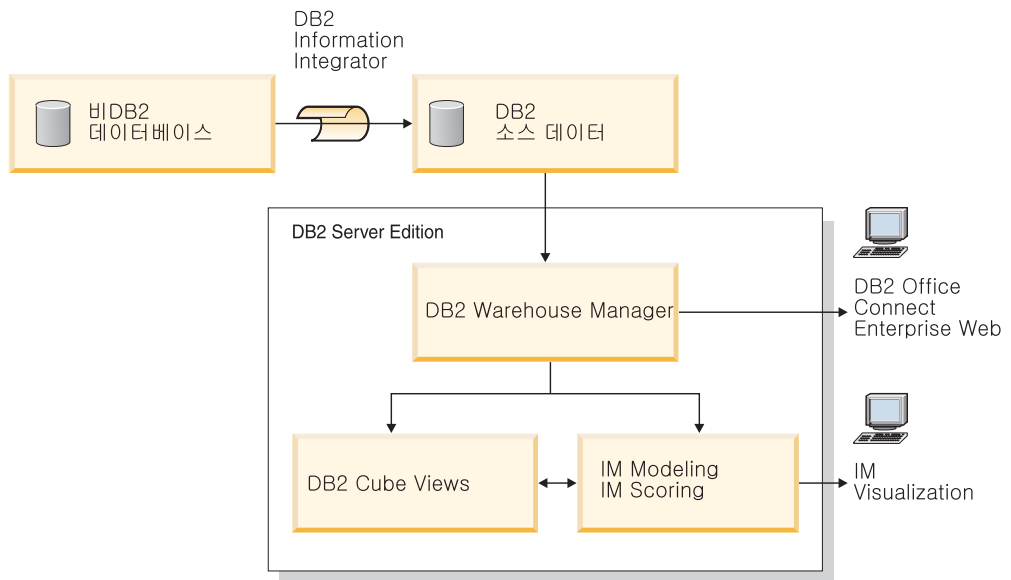 DB2
Information
Integrator
비DB2
데이터베이스
DB2
소스 데이터
DB2 Server Edition
DB2 Warehouse Manager
DB2 Office
Connect
Enterprise Web
DB2 Cube Views
IM Modeling
IM Scoring
IM
Visualization